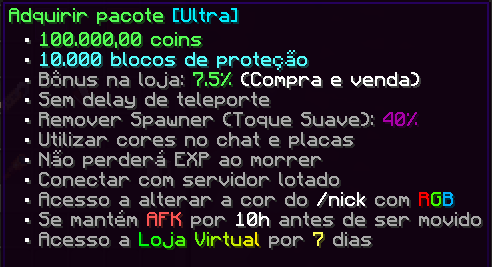 Adquirir pacote [Ultra]
▪ 100.000,00 coins
▪ 10.000 blocos de proteção
▪ Bônus na loja: 7.5% (Compra e venda)
▪ Sem delay de teleporte
▪ Remover Spawner (Toque Suave): 40%
▪ Utilizar cores no chat e placas
▪ Não perderá EXP ao morrer
▪ Conectar com servidor lotado
▪ Acesso a alterar a cor do /nick com RGB
▪ Se mantém AFK por 10h antes de ser movido
▪ Acesso a Loja Virtual por 7 dias